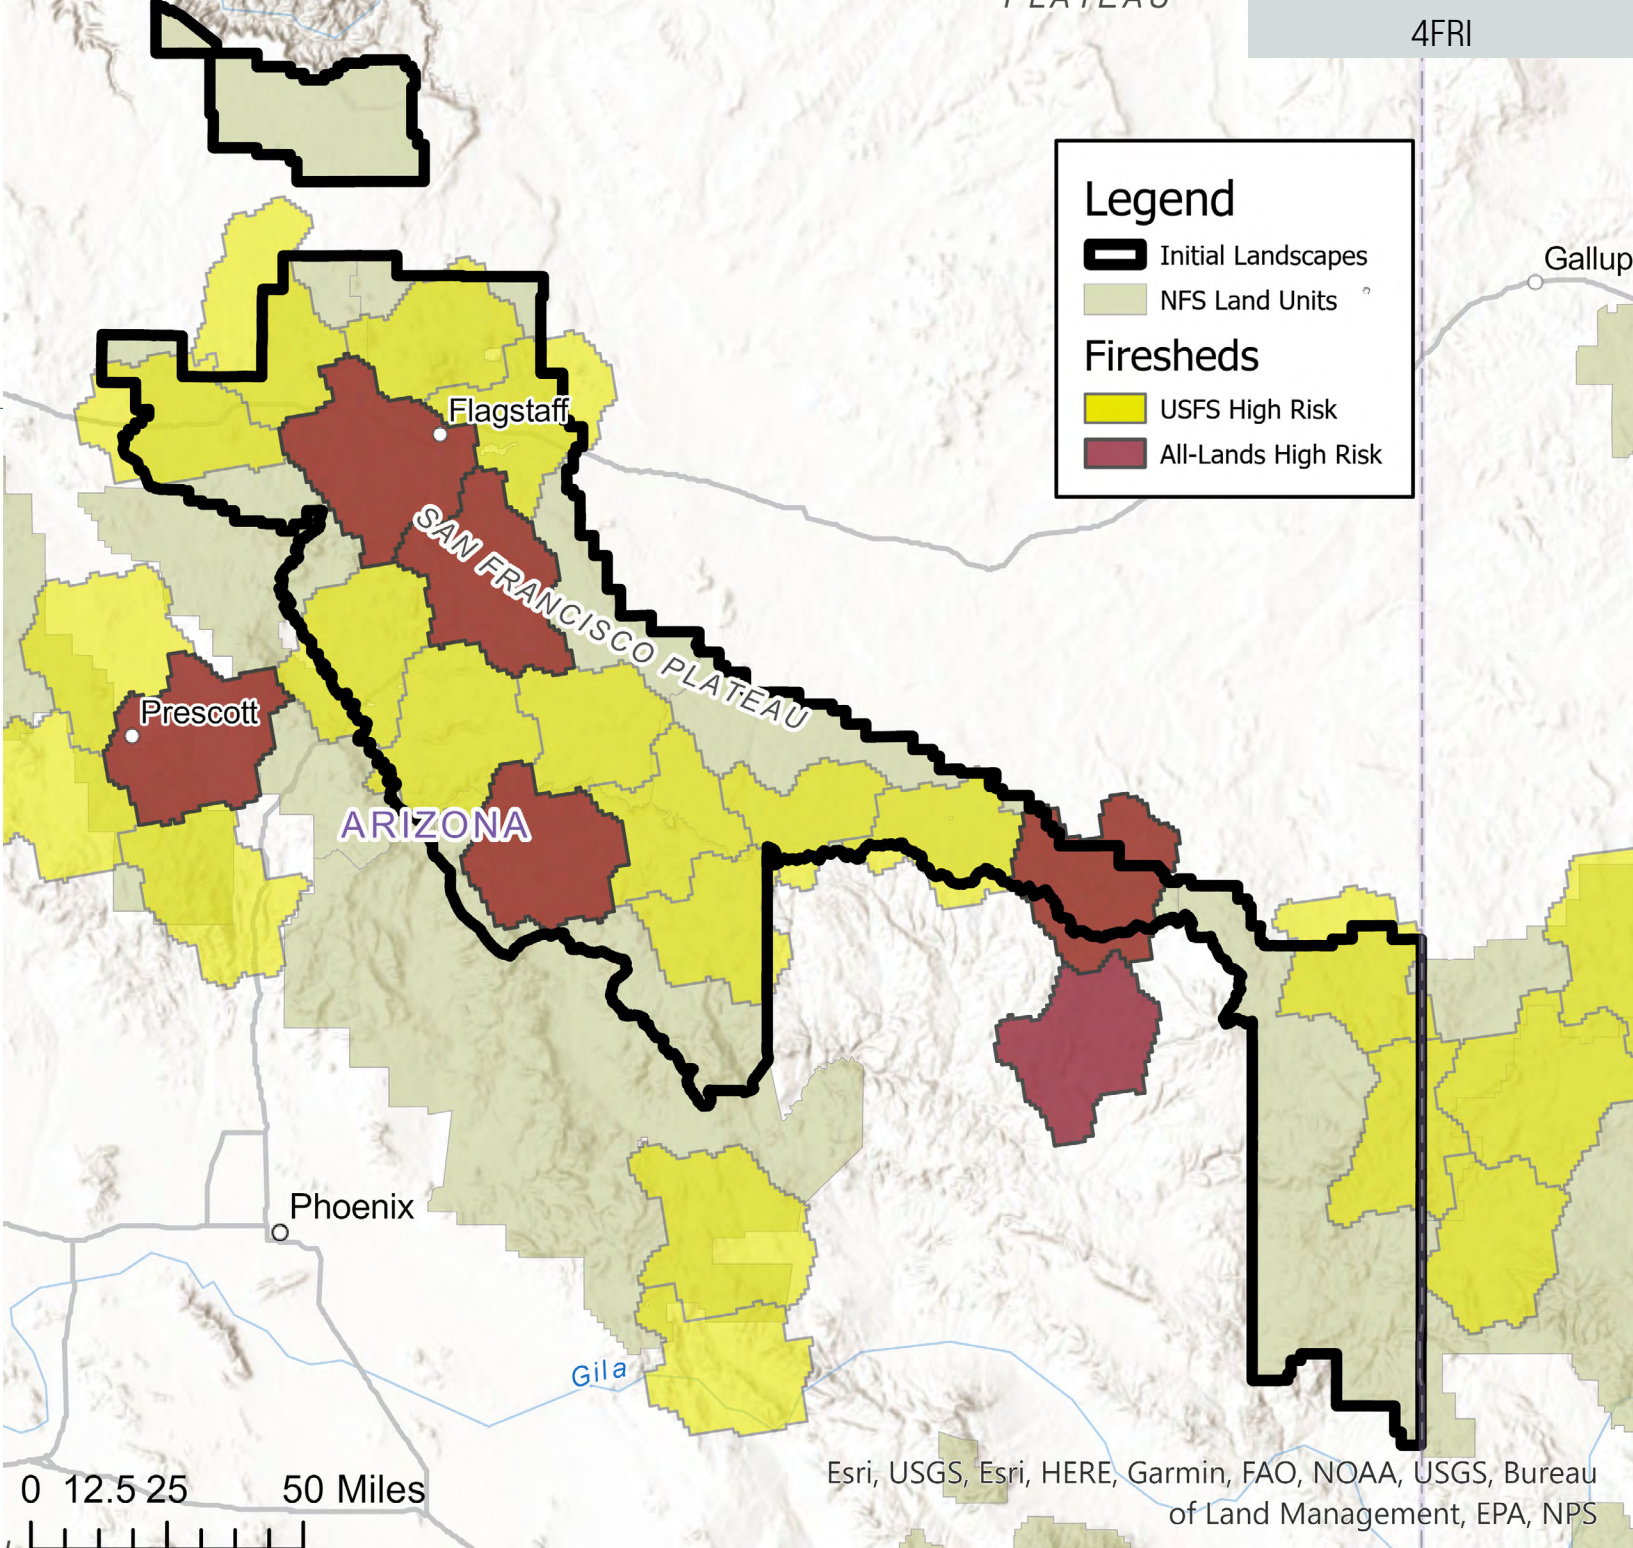 PLATEAU
4FRI
Legend
Initial Landscapes
NFS Land Units
Firesheds
USFS High Risk
All-Lands High Risk
Gallup
Flagstaff
SAN FRANCISCO PLATEAU
Prescott
ARIZONA
Phoenix
Gila
0 12.5 25 50 Miles
Esri, USGS, Esri, HERE, Garmin, FAO, NOAA, USGS, Bureau
of Land Management, EPA, NPS